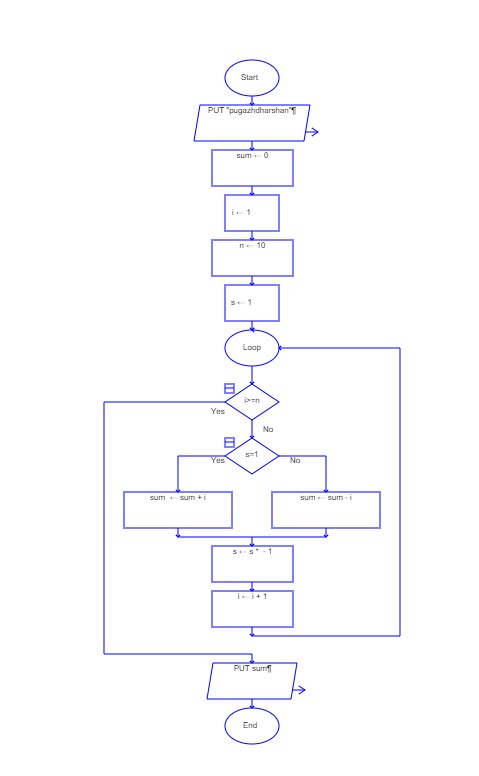 Start
PUT "pugazhdharshan"¶
sum ← 0
i ← 1
n ← 10
s ← 1
Loop
i>=n
Yes
No
s=1
Yes
No
sum ← sum + i
sum ← sum - i
s ← s * - 1
i ← i + 1
PUT sum¶
End